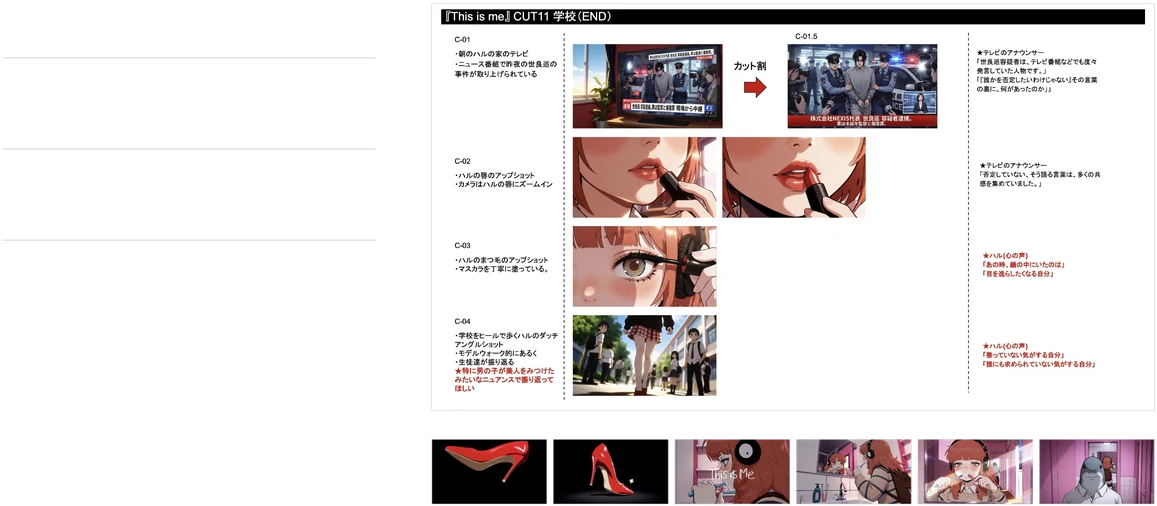 『This is me』 CUT11 学校（END）
C-01
・朝のハルの家のテレビ
・ニュース番組で昨夜の世良巡の
事件が取り上げられている
C-01.5
カット割
株式会社NEXIS代表 世良巡 容疑者逮捕。
現場から中継
★テレビのアナウンサー
「世良巡容疑者は、テレビ番組などでも度々
発言していた人物です。」
「『誰かを否定したいわけじゃない』その言葉
の裏に、何があったのか」」
C-02
・ハルの唇のアップショット
・カメラはハルの唇にズームイン
★テレビのアナウンサー
「否定していない、そう語る言葉は、多くの共
感を集めていました。」
C-03
・ハルのまつ毛のアップショット
・マスカラを丁寧に塗っている。
★ハル(心の声)
「あの時、鏡の中にいたのは」
「目を逸らしたくなる自分」
C-04
・学校をヒールで歩くハルのダッチ
アングルショット
・モデルウォーク的にあるく
・生徒達が振り返る
★特に男の子が美人をみつけた
みたいなニュアンスで振り返って
ほしい
★ハル(心の声)
「整っていない気がする自分」
「誰にも求められていない気がする自分」
This is Me